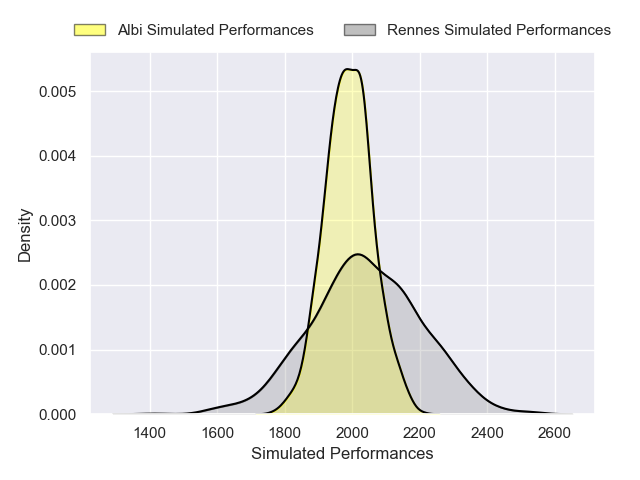 Albi Simulated Performances Rennes Simulated Performances
0.005
0.004
0.003
0.002
0.001
0.000
Density
1400 1600 1800 2000 2200 2400 2600
Simulated Performances